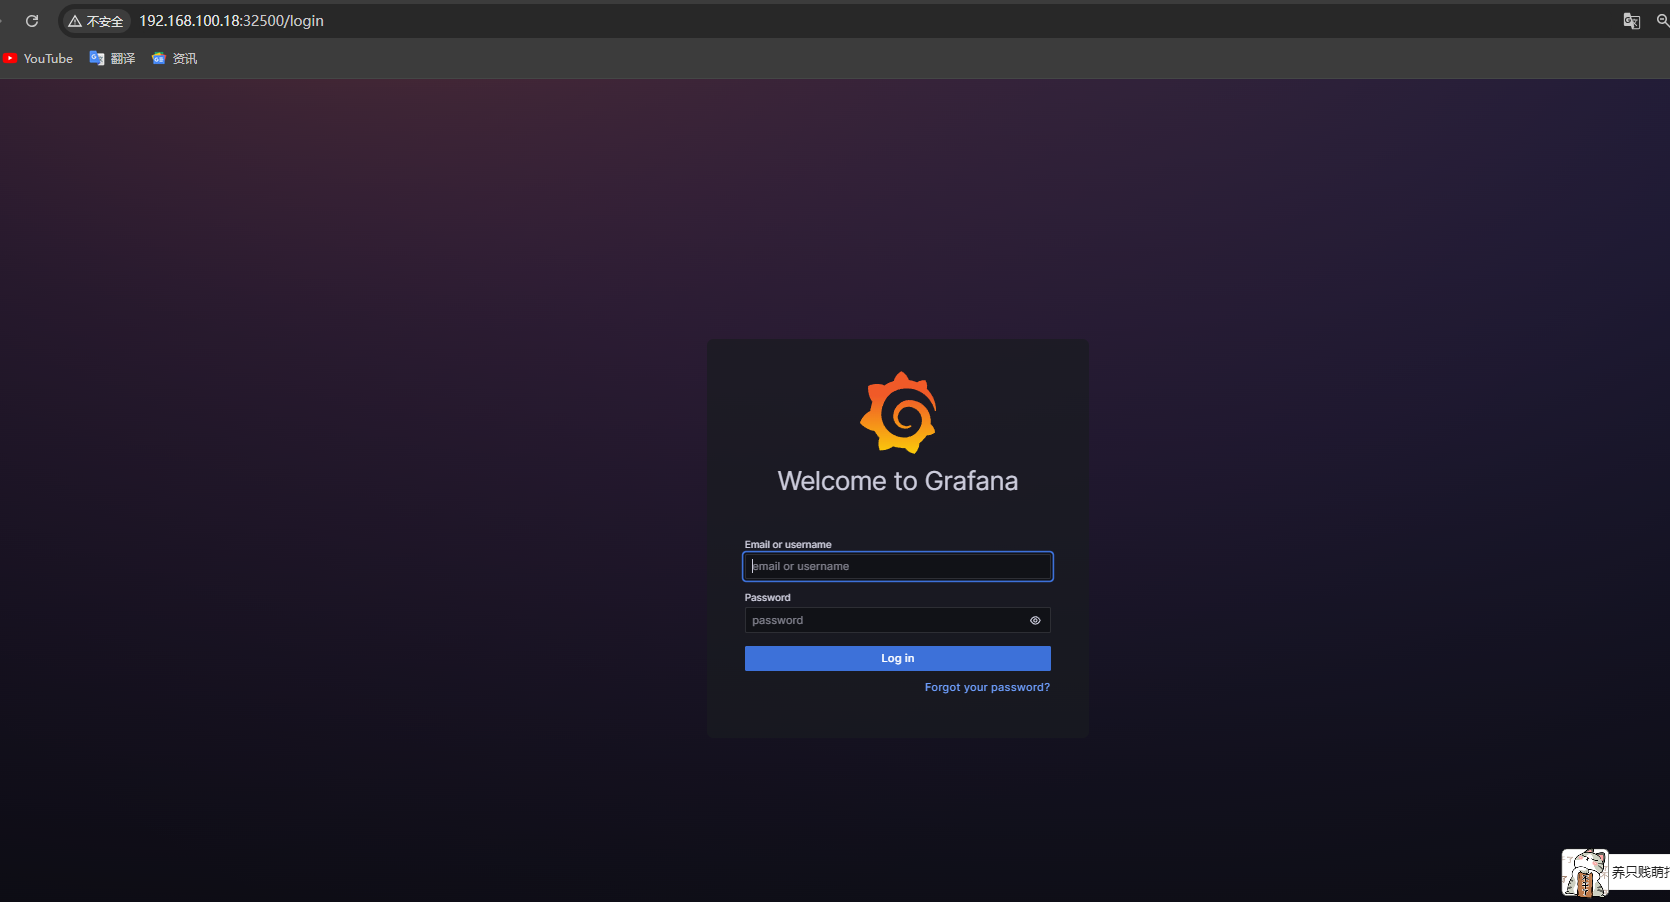 不安全 192.168.100.18:32500/login
YouTube 翻译 资讯
Welcome to Grafana
Email or username
email or username
Password
password
Log in
Forgot your password?
养只贱萌